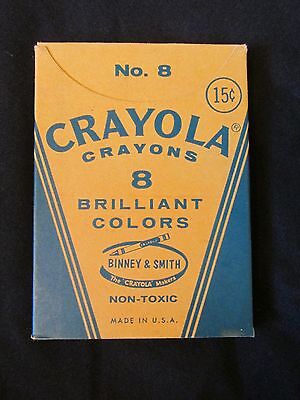 No. 8
15¢
CRAYOLA®
CRAYONS
8
BRILLIANT
COLORS
BINNEY & SMITH
The "CRAYOLA" Makers
NON-TOXIC
MADE IN U.S.A.